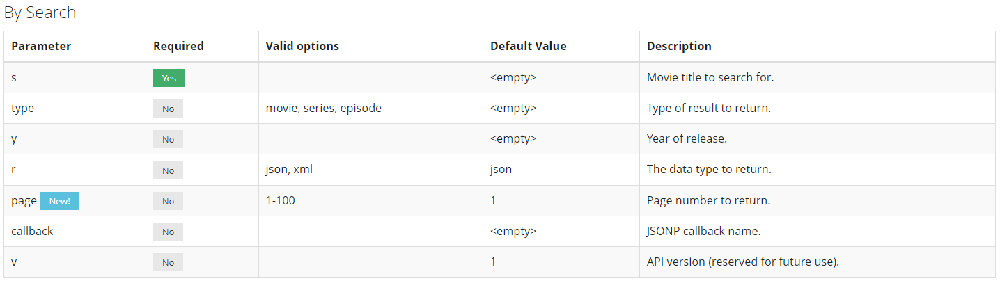 By Search
Parameter Required Valid options Default Value Description
s Yes <empty> Movie title to search for.
type No movie, series, episode <empty> Type of result to return.
y No <empty> Year of release.
r No json, xml json The data type to return.
page New! No 1-100 1 Page number to return.
callback No <empty> JSONP callback name.
v No 1 API version (reserved for future use).